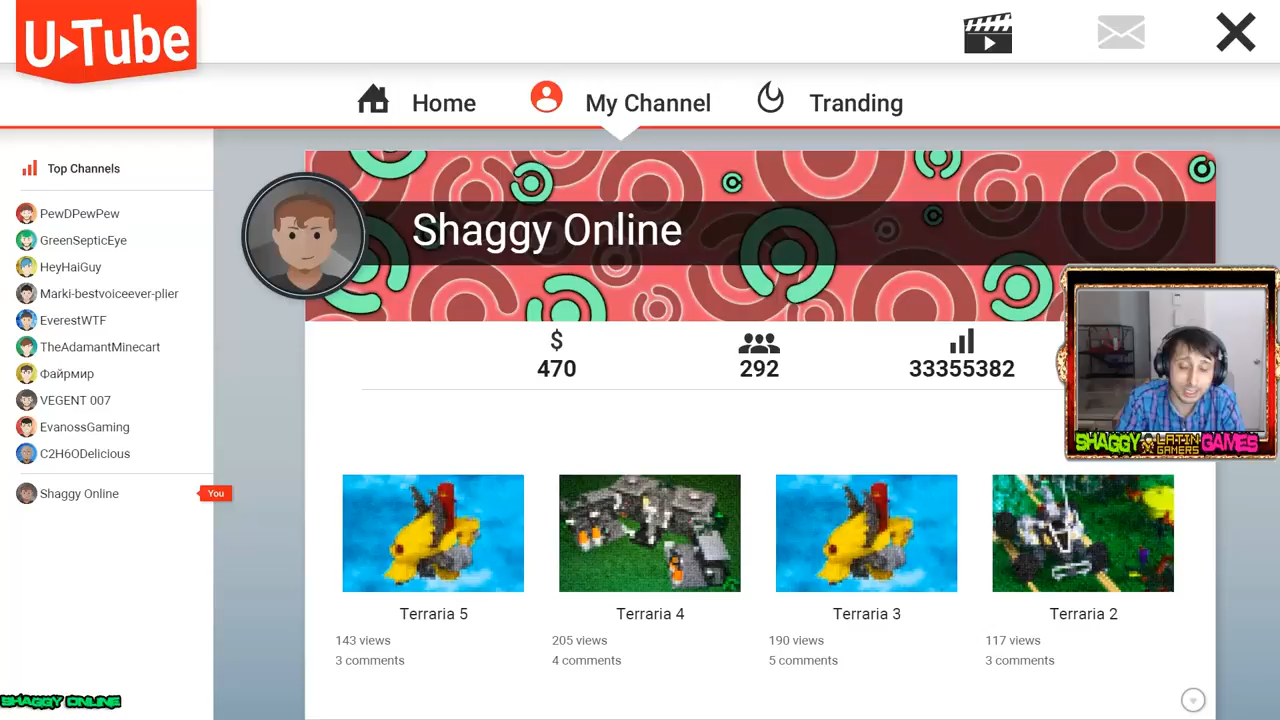 U Tube
Home
My Channel
Tranding
Top Channels
PewDPewPew
GreenSepticEye
HeyHaiGuy
Marki-bestvoiceever-plier
EverestWTF
TheAdamantMinecart
Файрмир
VEGENT 007
EvanossGaming
C2H6ODelicious
Shaggy Online
You
Shaggy Online
$
470
292
33355382
SHAGGY LATIN GAMERS GAMES
Terraria 5
143 views
3 comments
Terraria 4
205 views
4 comments
Terraria 3
190 views
5 comments
Terraria 2
117 views
3 comments
SHAGGY ONLINE